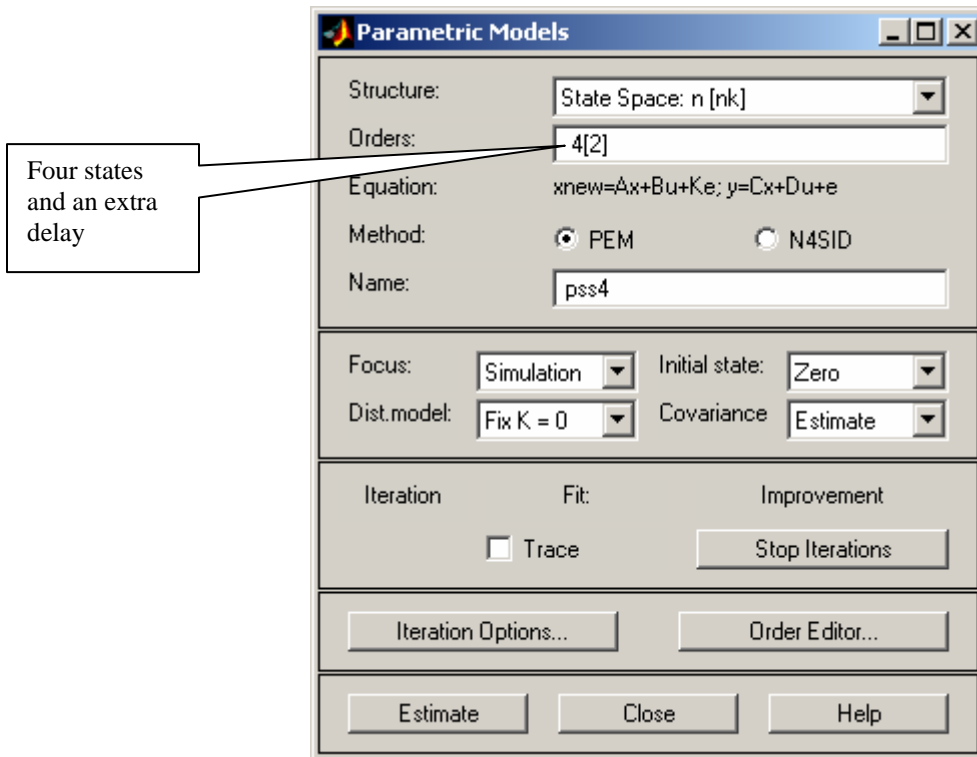 Parametric Models
Structure: State Space: n [nk]
Orders: 4[2]
Four states
and an extra
delay
Equation: xnew=Ax+Bu+Ke; y=Cx+Du+e
Method: PEM N4SID
Name: pss4
Focus: Simulation Initial state: Zero
Dist.model: Fix K = 0 Covariance Estimate
Iteration Fit: Improvement
Trace Stop Iterations
Iteration Options... Order Editor...
Estimate Close Help